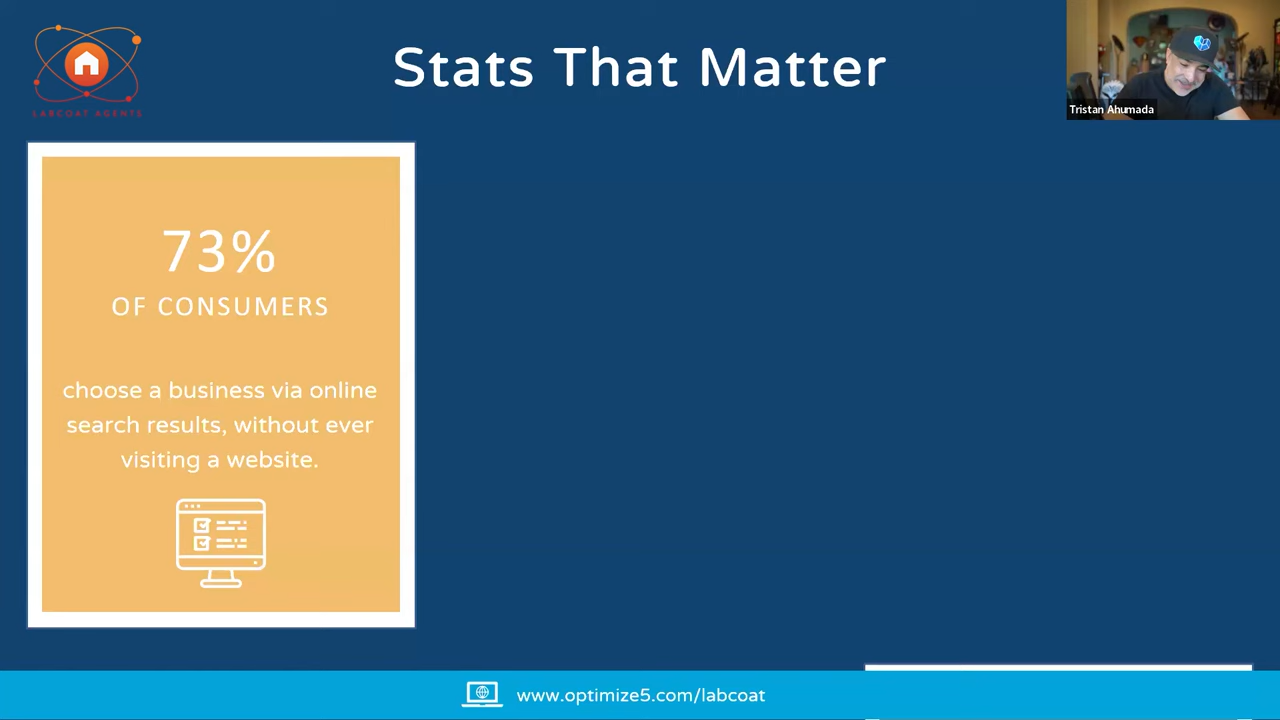 Stats That Matter
LABCOAT AGENTS
Tristan Ahumada
73%
OF CONSUMERS
choose a business via online
search results, without ever
visiting a website.
www.optimize5.com/labcoat